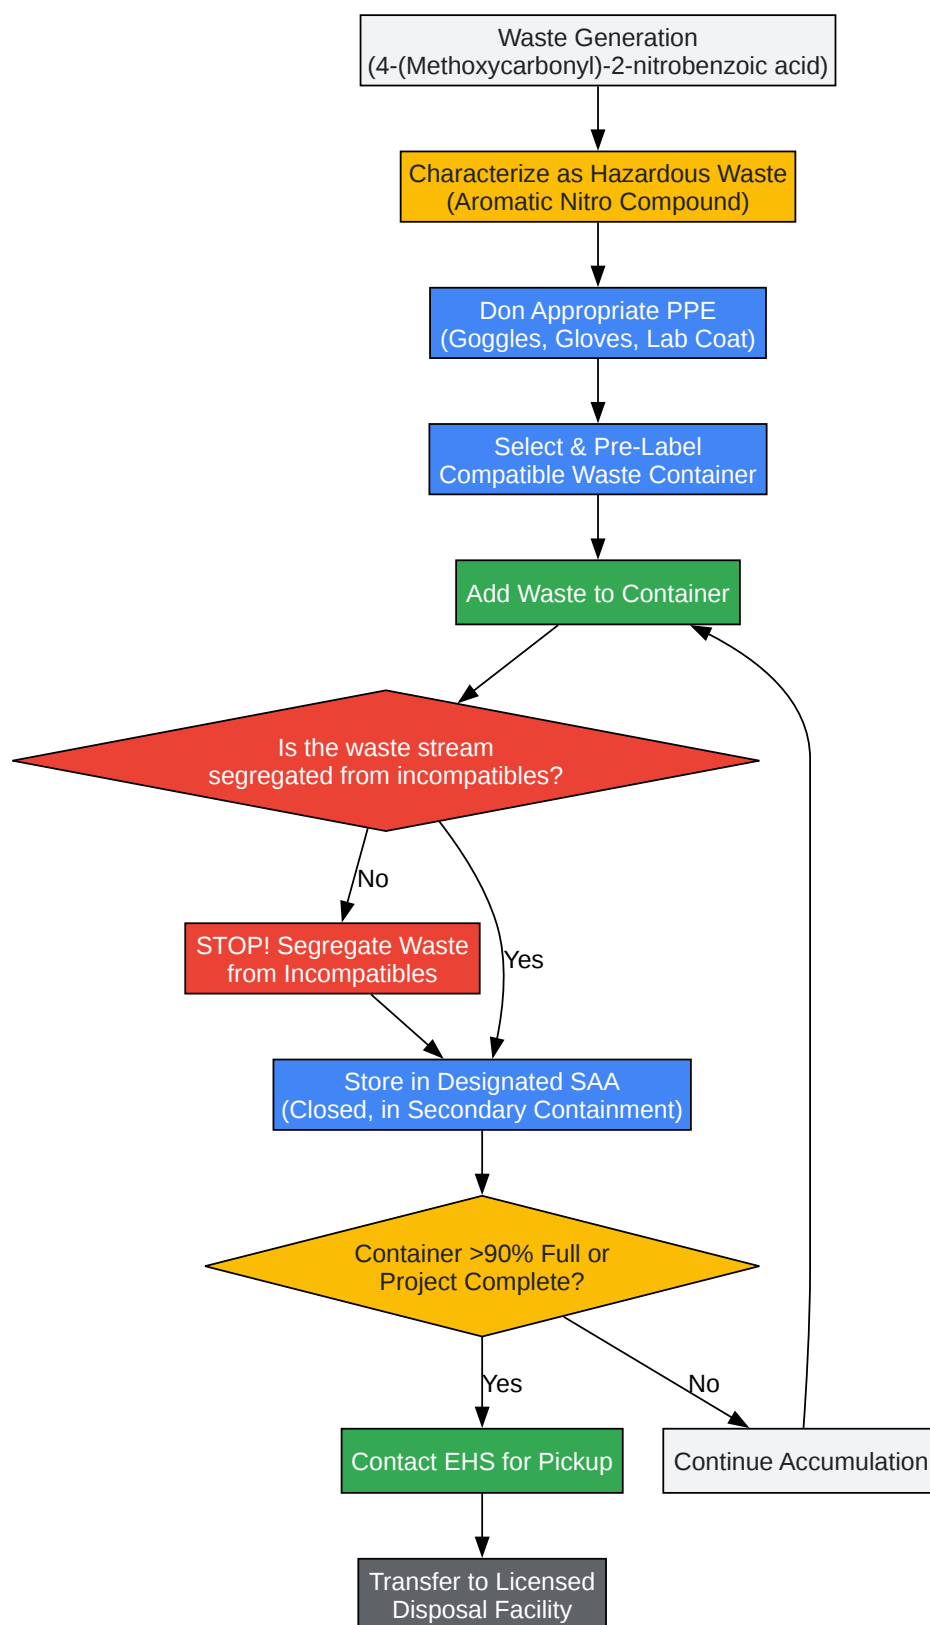 Waste Generation
(4-(Methoxycarbonyl)-2-nitrobenzoic acid)
Characterize as Hazardous Waste
(Aromatic Nitro Compound)
Don Appropriate PPE
(Goggles, Gloves, Lab Coat)
Select & Pre-Label
Compatible Waste Container
Add Waste to Container
Is the waste stream
segregated from incompatibles?
No
STOP! Segregate Waste
from Incompatibles
Yes
Store in Designated SAA
(Closed, in Secondary Containment)
Container >90% Full or
Project Complete?
Yes
No
Contact EHS for Pickup
Continue Accumulation
Transfer to Licensed
Disposal Facility